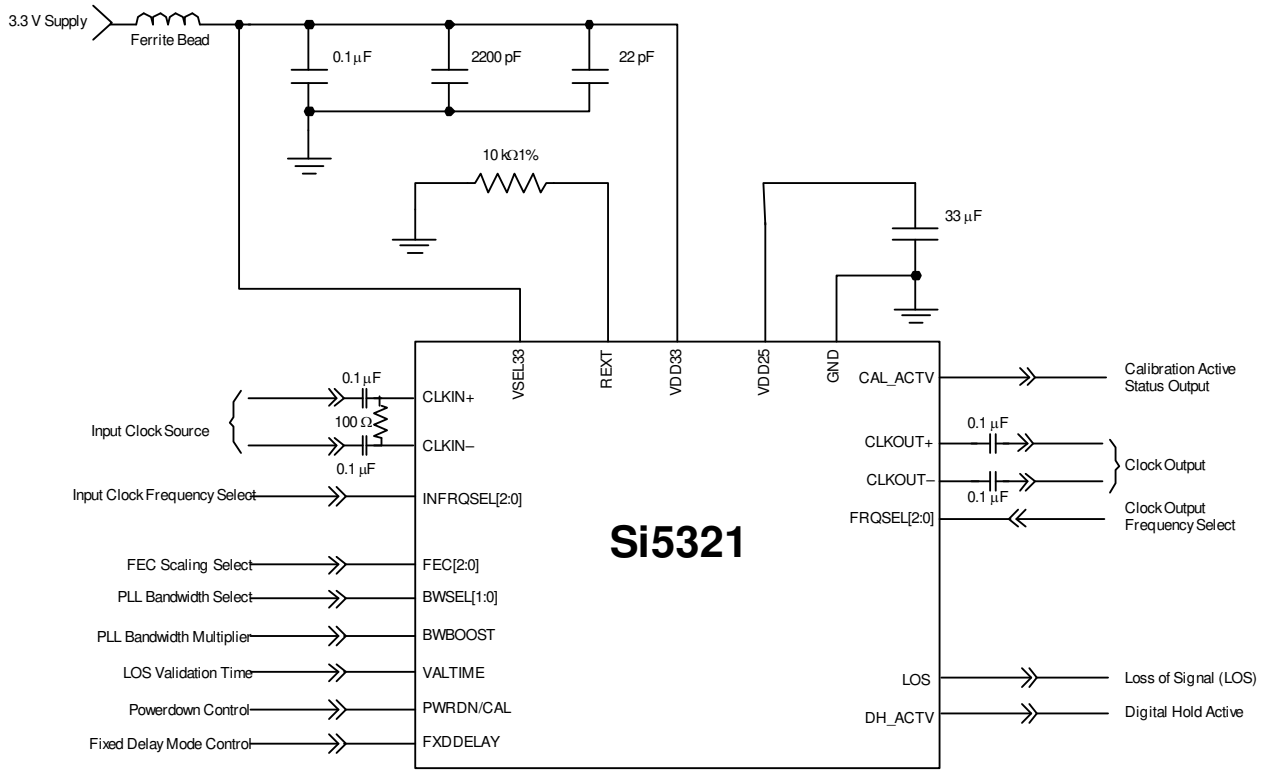 3.3 V Supply
Ferrite Bead
0.1 μF
2200 pF
22 pF
10 kΩ1%
33 μF
VSEL33
REXT
VDD33
VDD25
GND
0.1 μF
100 Ω
0.1 μF
Input Clock Source
CLKIN+
CLKIN–
Input Clock Frequency Select
INFRQSEL[2:0]
FEC Scaling Select
FEC[2:0]
PLL Bandwidth Select
BWSEL[1:0]
PLL Bandwidth Multiplier
BWBOOST
LOS Validation Time
VALTIME
Powerdown Control
PWRDN/CAL
Fixed Delay Mode Control
FXDDELAY
Si5321
CAL_ACTV
Calibration Active
Status Output
CLKOUT+
0.1 μF
CLKOUT–
0.1 μF
Clock Output
FRQSEL[2:0]
Clock Output
Frequency Select
LOS
Loss of Signal (LOS)
DH_ACTV
Digital Hold Active